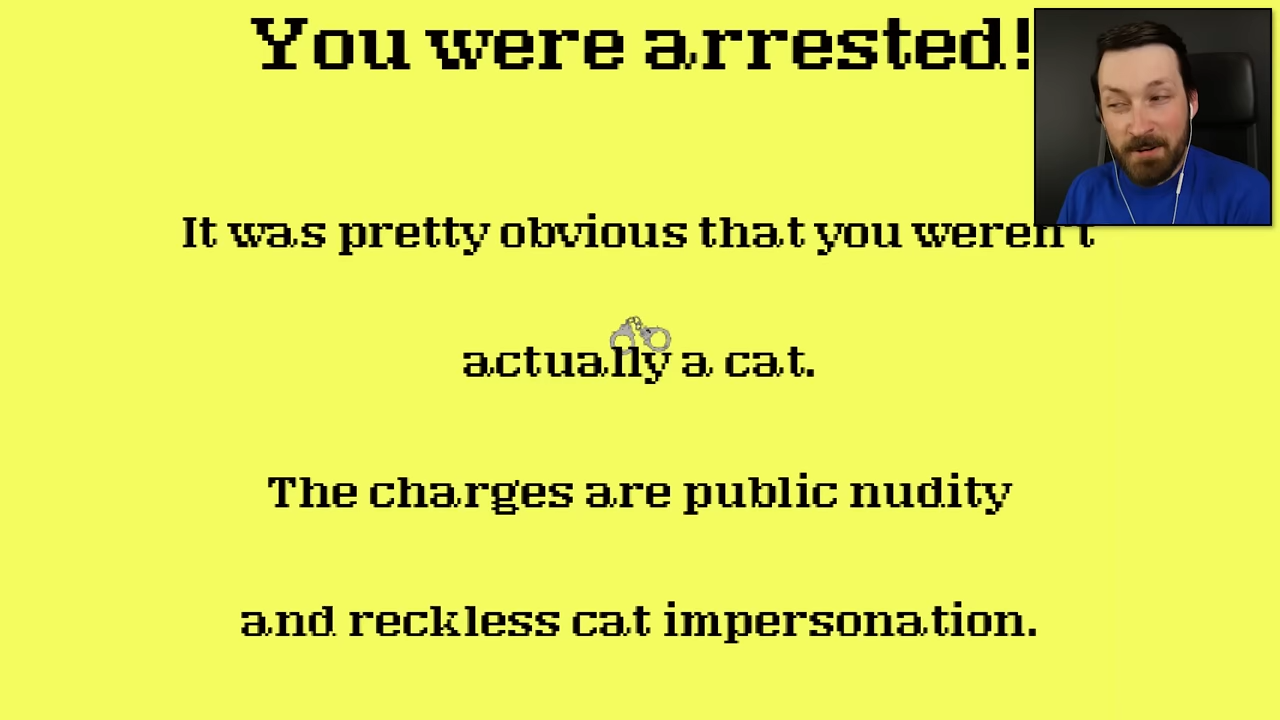 You were arrested!
It was pretty obvious that you weren't
actually a cat.
The charges are public nudity
and reckless cat impersonation.